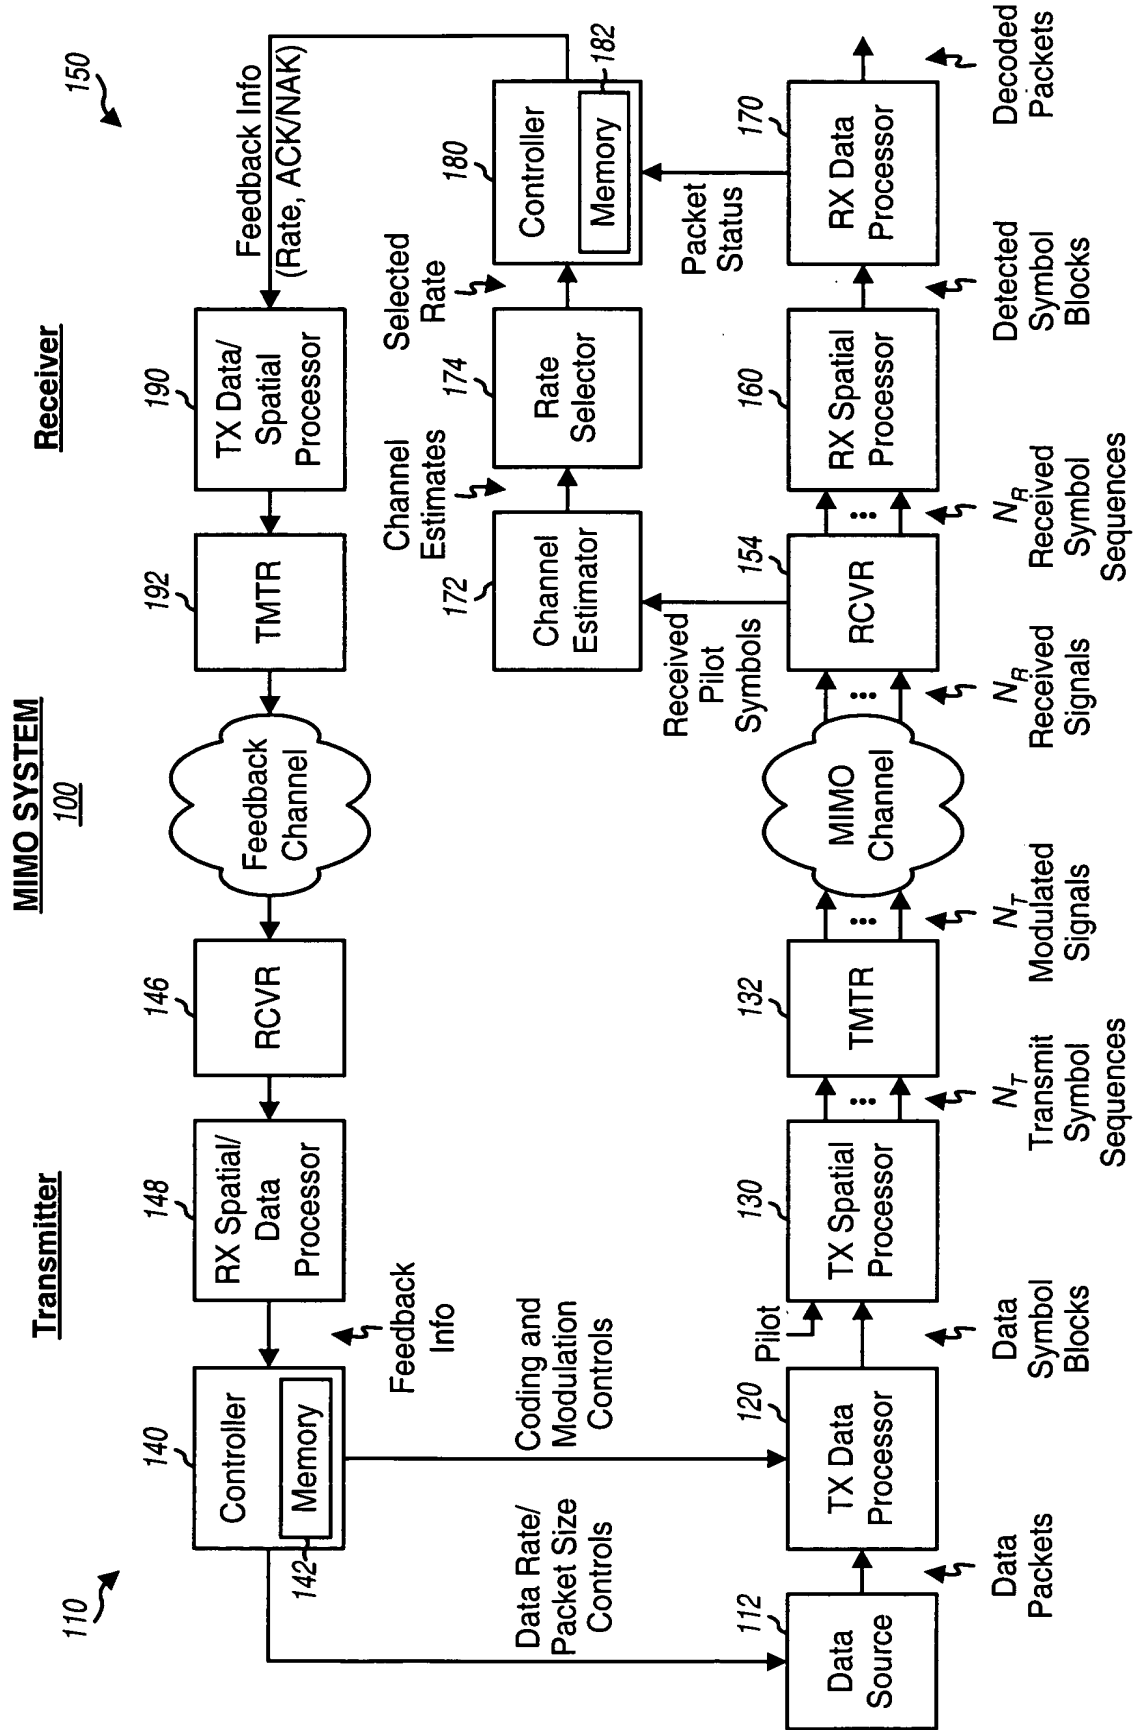 MIMO SYSTEM
100
Transmitter
Receiver
110
150
140
Controller
Memory
142
148
RX Spatial/
Data
Processor
146
RCVR
Feedback
Channel
192
TMTR
190
TX Data/
Spatial
Processor
Feedback Info
(Rate, ACK/NAK)
Feedback
Info
Data Rate/
Packet Size
Controls
Coding and
Modulation
Controls
172
Channel
Estimator
Channel
Estimates
174
Rate
Selector
Selected
Rate
180
Controller
Memory
182
Received
Pilot
Symbols
Packet
Status
112
Data
Source
120
TX Data
Processor
Pilot
130
TX Spatial
Processor
...
132
TMTR
...
MIMO
Channel
...
154
RCVR
...
160
RX Spatial
Processor
170
RX Data
Processor
Data
Packets
Data
Symbol
Blocks
NT
Transmit
Symbol
Sequences
NT
Modulated
Signals
NR
Received
Signals
NR
Received
Symbol
Sequences
Detected
Symbol
Blocks
Decoded
Packets